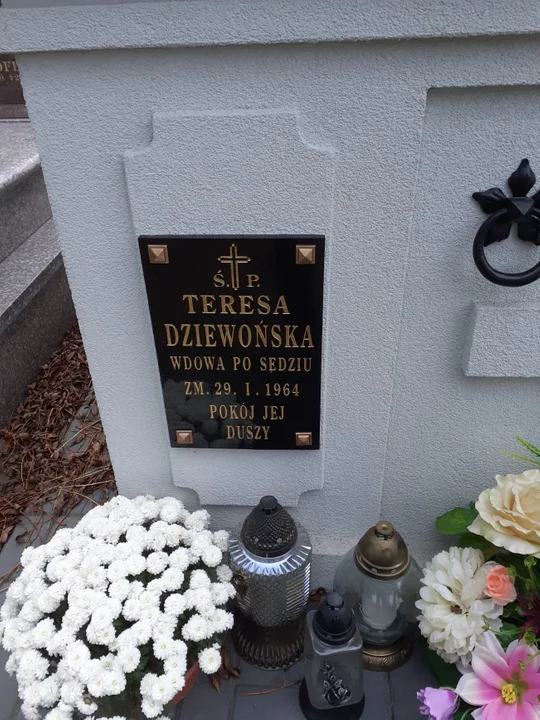 Ś. P.
TERESA
DZIEWOŃSKA
WDOWA PO SĘDZIU
ZM. 29. I. 1964
POKÓJ JEJ
DUSZY